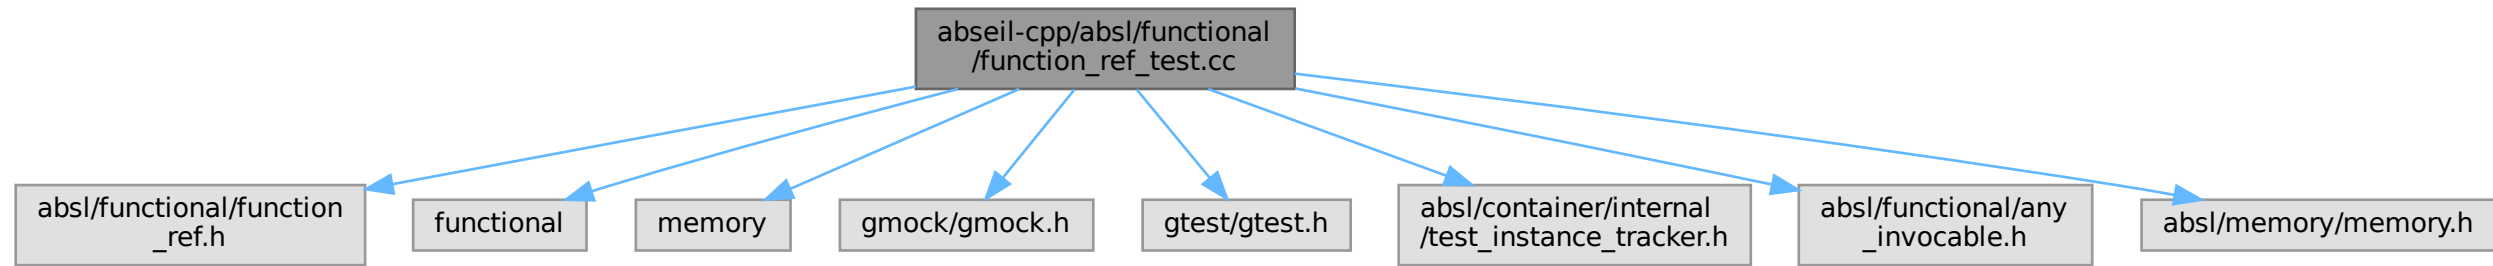 abseil-cpp/absl/functional
/function_ref_test.cc
absl/functional/function
_ref.h
functional
memory
gmock/gmock.h
gtest/gtest.h
absl/container/internal
/test_instance_tracker.h
absl/functional/any
_invocable.h
absl/memory/memory.h